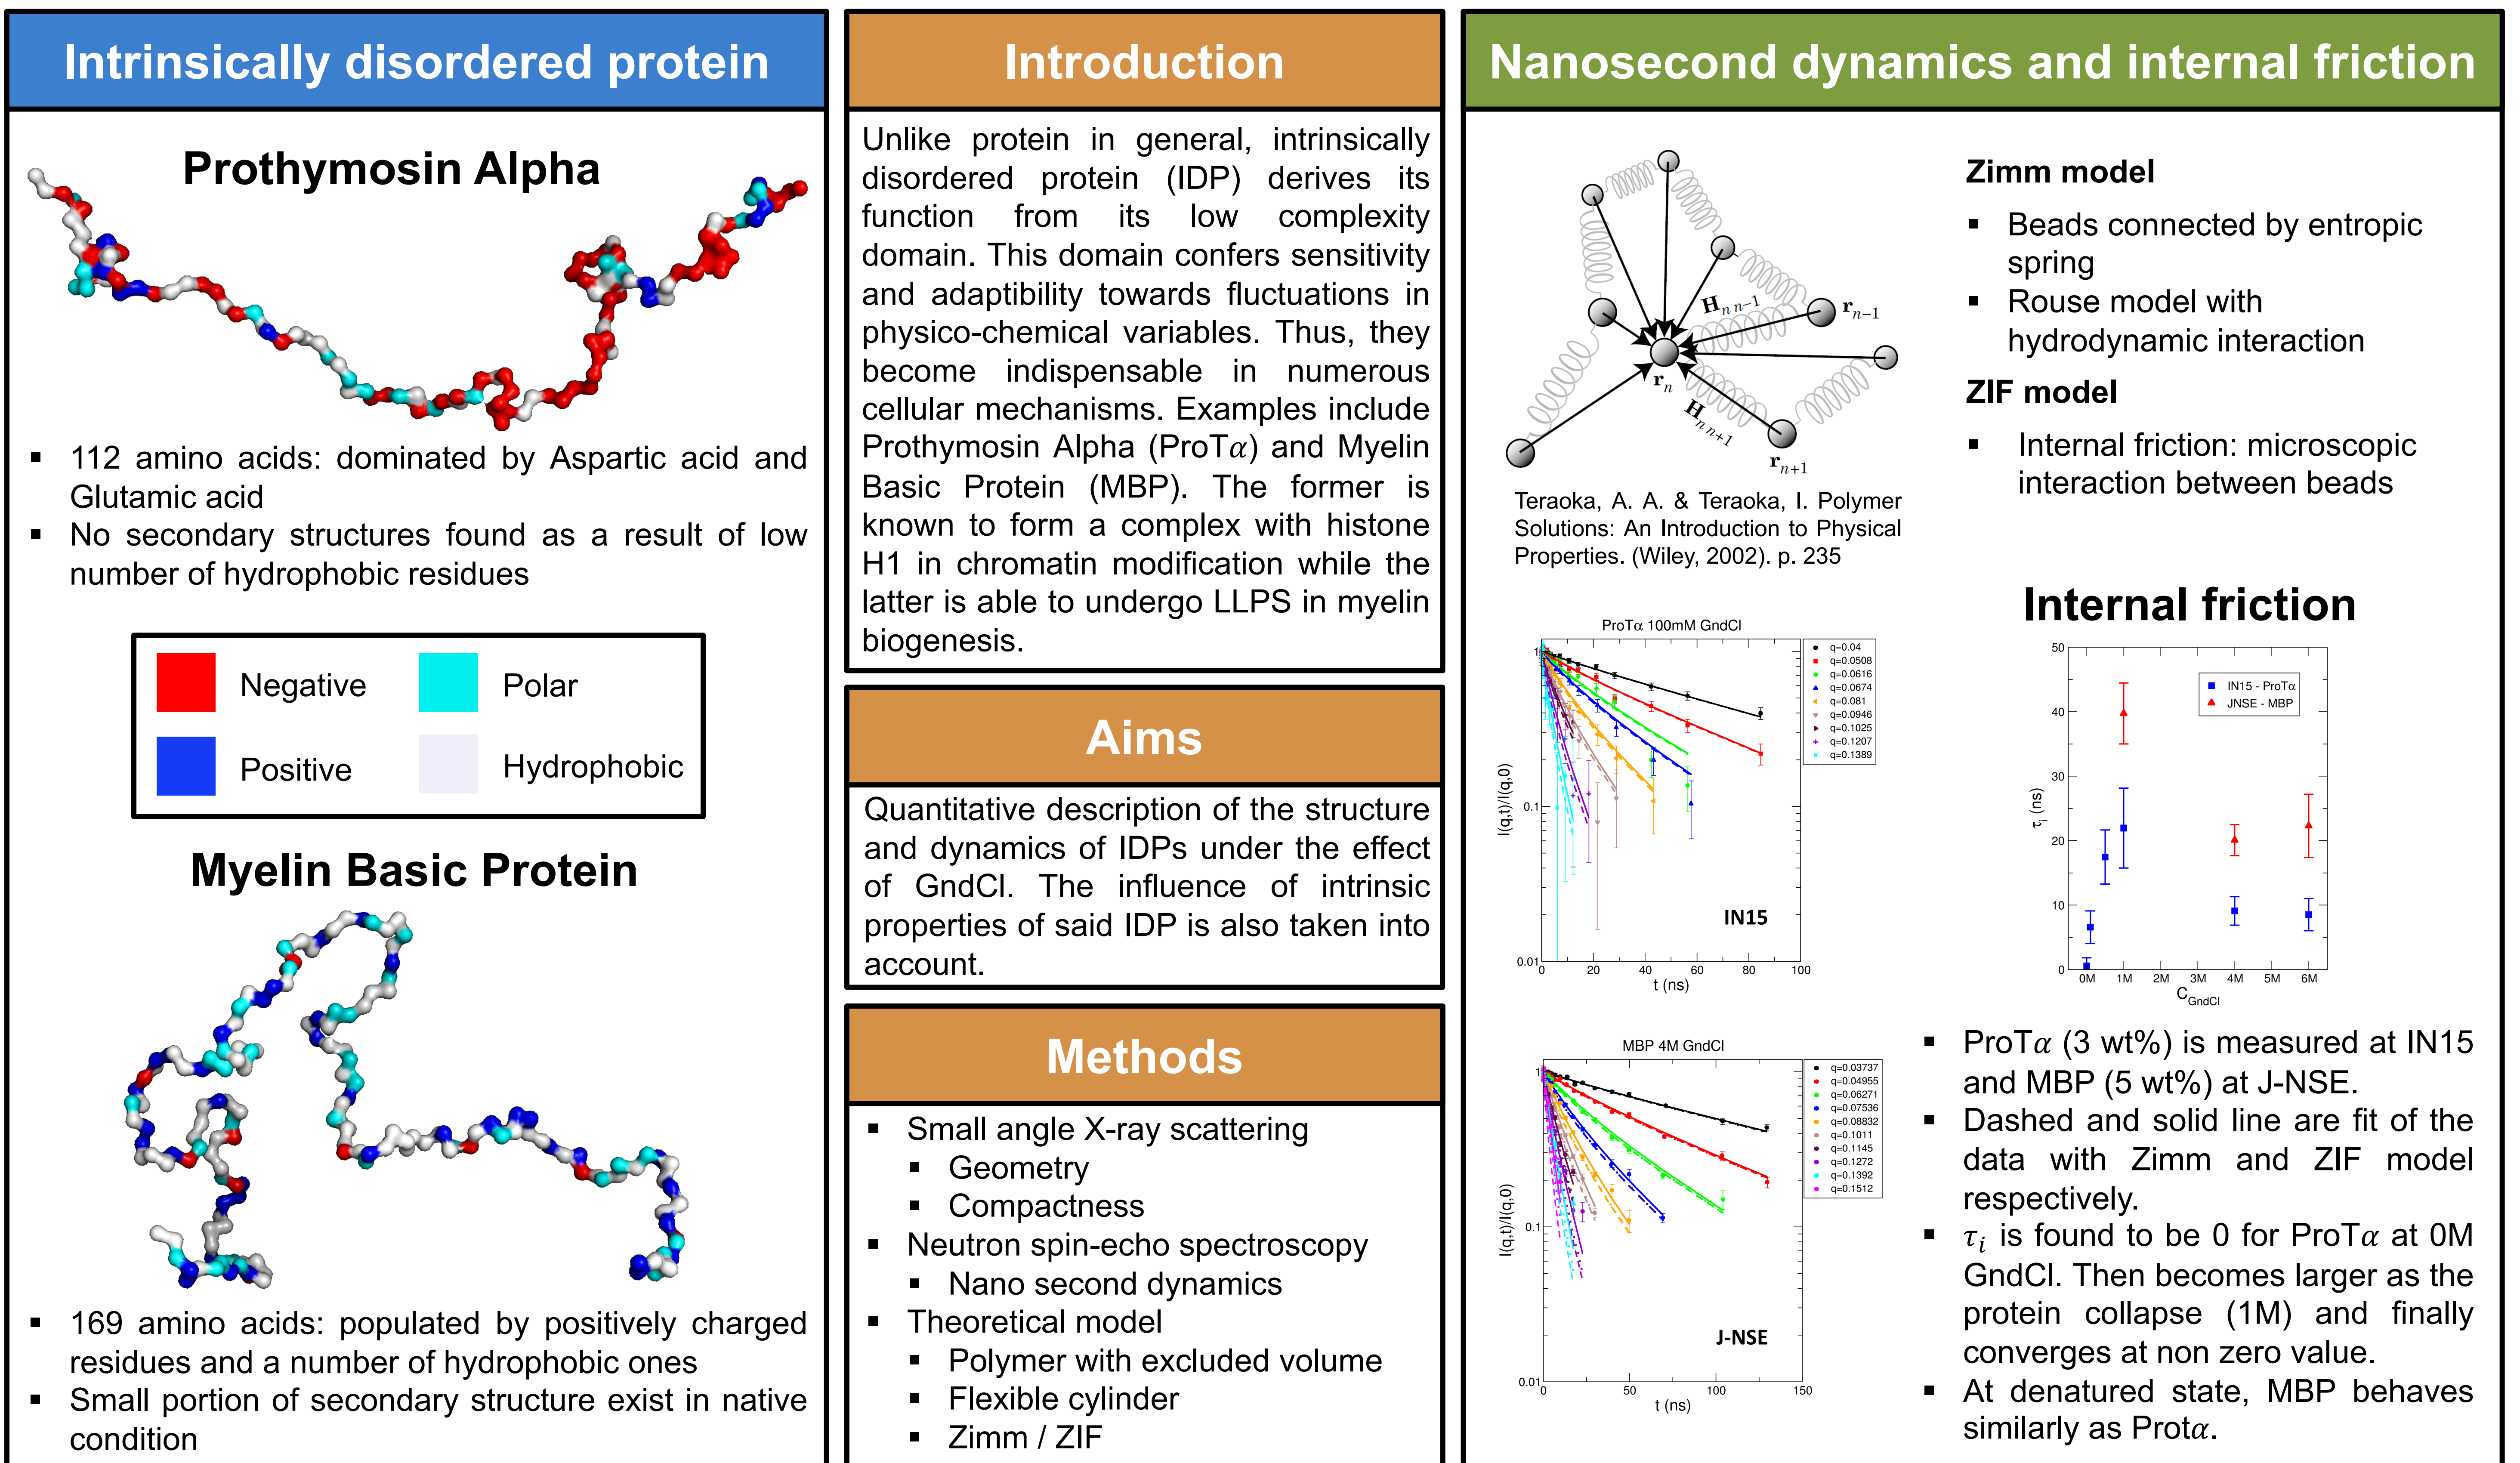 Intrinsically disordered protein
Prothymosin Alpha
▪ 112 amino acids: dominated by Aspartic acid and
Glutamic acid
▪ No secondary structures found as a result of low
number of hydrophobic residues
Negative
Polar
Positive
Hydrophobic
Myelin Basic Protein
▪ 169 amino acids: populated by positively charged
residues and a number of hydrophobic ones
▪ Small portion of secondary structure exist in native
condition
Introduction
Unlike protein in general, intrinsically
disordered protein (IDP) derives its
function from its low complexity
domain. This domain confers sensitivity
and adaptibility towards fluctuations in
physico-chemical variables. Thus, they
become indispensable in numerous
cellular mechanisms. Examples include
Prothymosin Alpha (ProTα) and Myelin
Basic Protein (MBP). The former is
known to form a complex with histone
H1 in chromatin modification while the
latter is able to undergo LLPS in myelin
biogenesis.
Aims
Quantitative description of the structure
and dynamics of IDPs under the effect
of GndCl. The influence of intrinsic
properties of said IDP is also taken into
account.
Methods
▪ Small angle X-ray scattering
▪ Geometry
▪ Compactness
▪ Neutron spin-echo spectroscopy
▪ Nano second dynamics
▪ Theoretical model
▪ Polymer with excluded volume
▪ Flexible cylinder
▪ Zimm / ZIF
Nanosecond dynamics and internal friction
H n n−1
r n−1
r n
H n n+1
r n+1
Teraoka, A. A. & Teraoka, I. Polymer
Solutions: An Introduction to Physical
Properties. (Wiley, 2002). p. 235
Zimm model
▪ Beads connected by entropic
spring
▪ Rouse model with
hydrodynamic interaction
ZIF model
▪ Internal friction: microscopic
interaction between beads
ProTα 100mM GndCl
q=0.04
q=0.0508
q=0.0616
q=0.0674
q=0.081
q=0.0946
q=0.1025
q=0.1207
q=0.1389
1
0.1
0.01
I(q,t)/I(q,0)
IN15
0 20 40 60 80 100
t (ns)
MBP 4M GndCl
q=0.03737
q=0.04955
q=0.06271
q=0.07536
q=0.08832
q=0.1011
q=0.1145
q=0.1272
q=0.1392
q=0.1512
1
0.1
0.01
I(q,t)/I(q,0)
J-NSE
0 50 100 150
t (ns)
Internal friction
50
40
30
20
10
0
τi (ns)
IN15 - ProTα
JNSE - MBP
0M 1M 2M 3M 4M 5M 6M
C GndCl
▪ ProTα (3 wt%) is measured at IN15
and MBP (5 wt%) at J-NSE.
▪ Dashed and solid line are fit of the
data with Zimm and ZIF model
respectively.
▪ τi is found to be 0 for ProTα at 0M
GndCl. Then becomes larger as the
protein collapse (1M) and finally
converges at non zero value.
▪ At denatured state, MBP behaves
similarly as Protα.